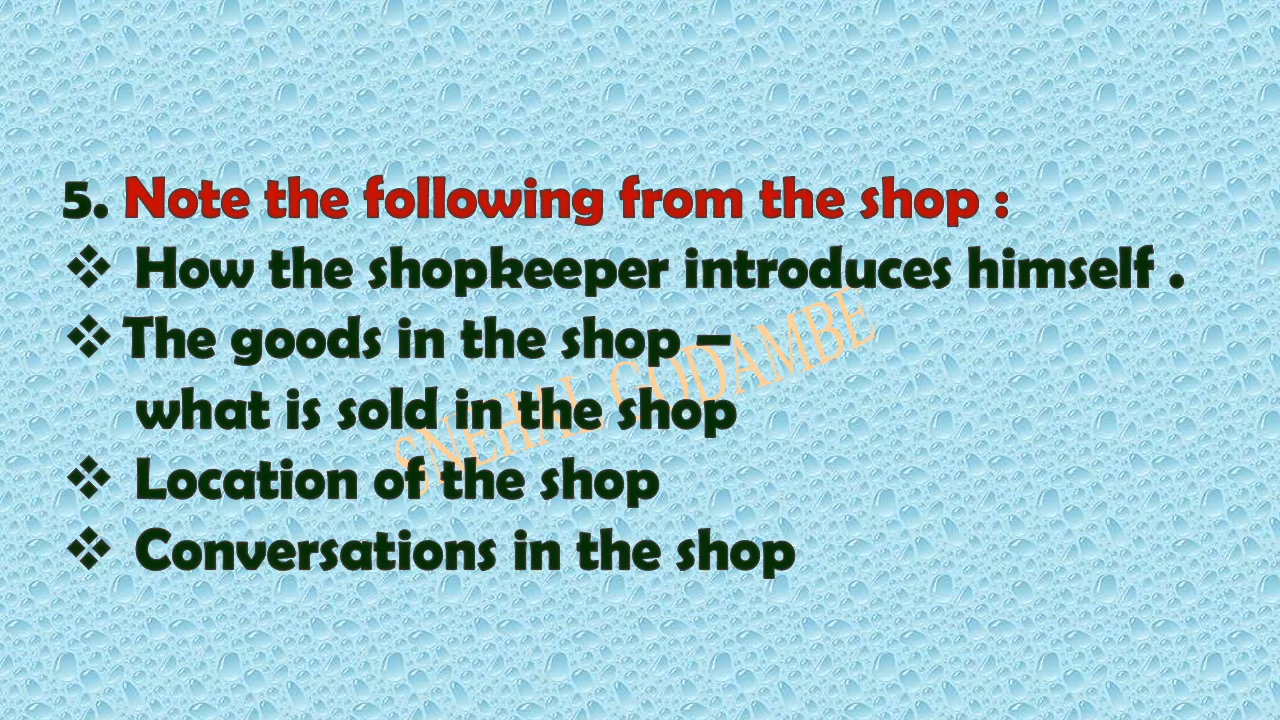 5. Note the following from the shop :
❖ How the shopkeeper introduces himself .
❖ The goods in the shop –
what is sold in the shop
❖ Location of the shop
❖ Conversations in the shop
SNEHAL GODAMBE